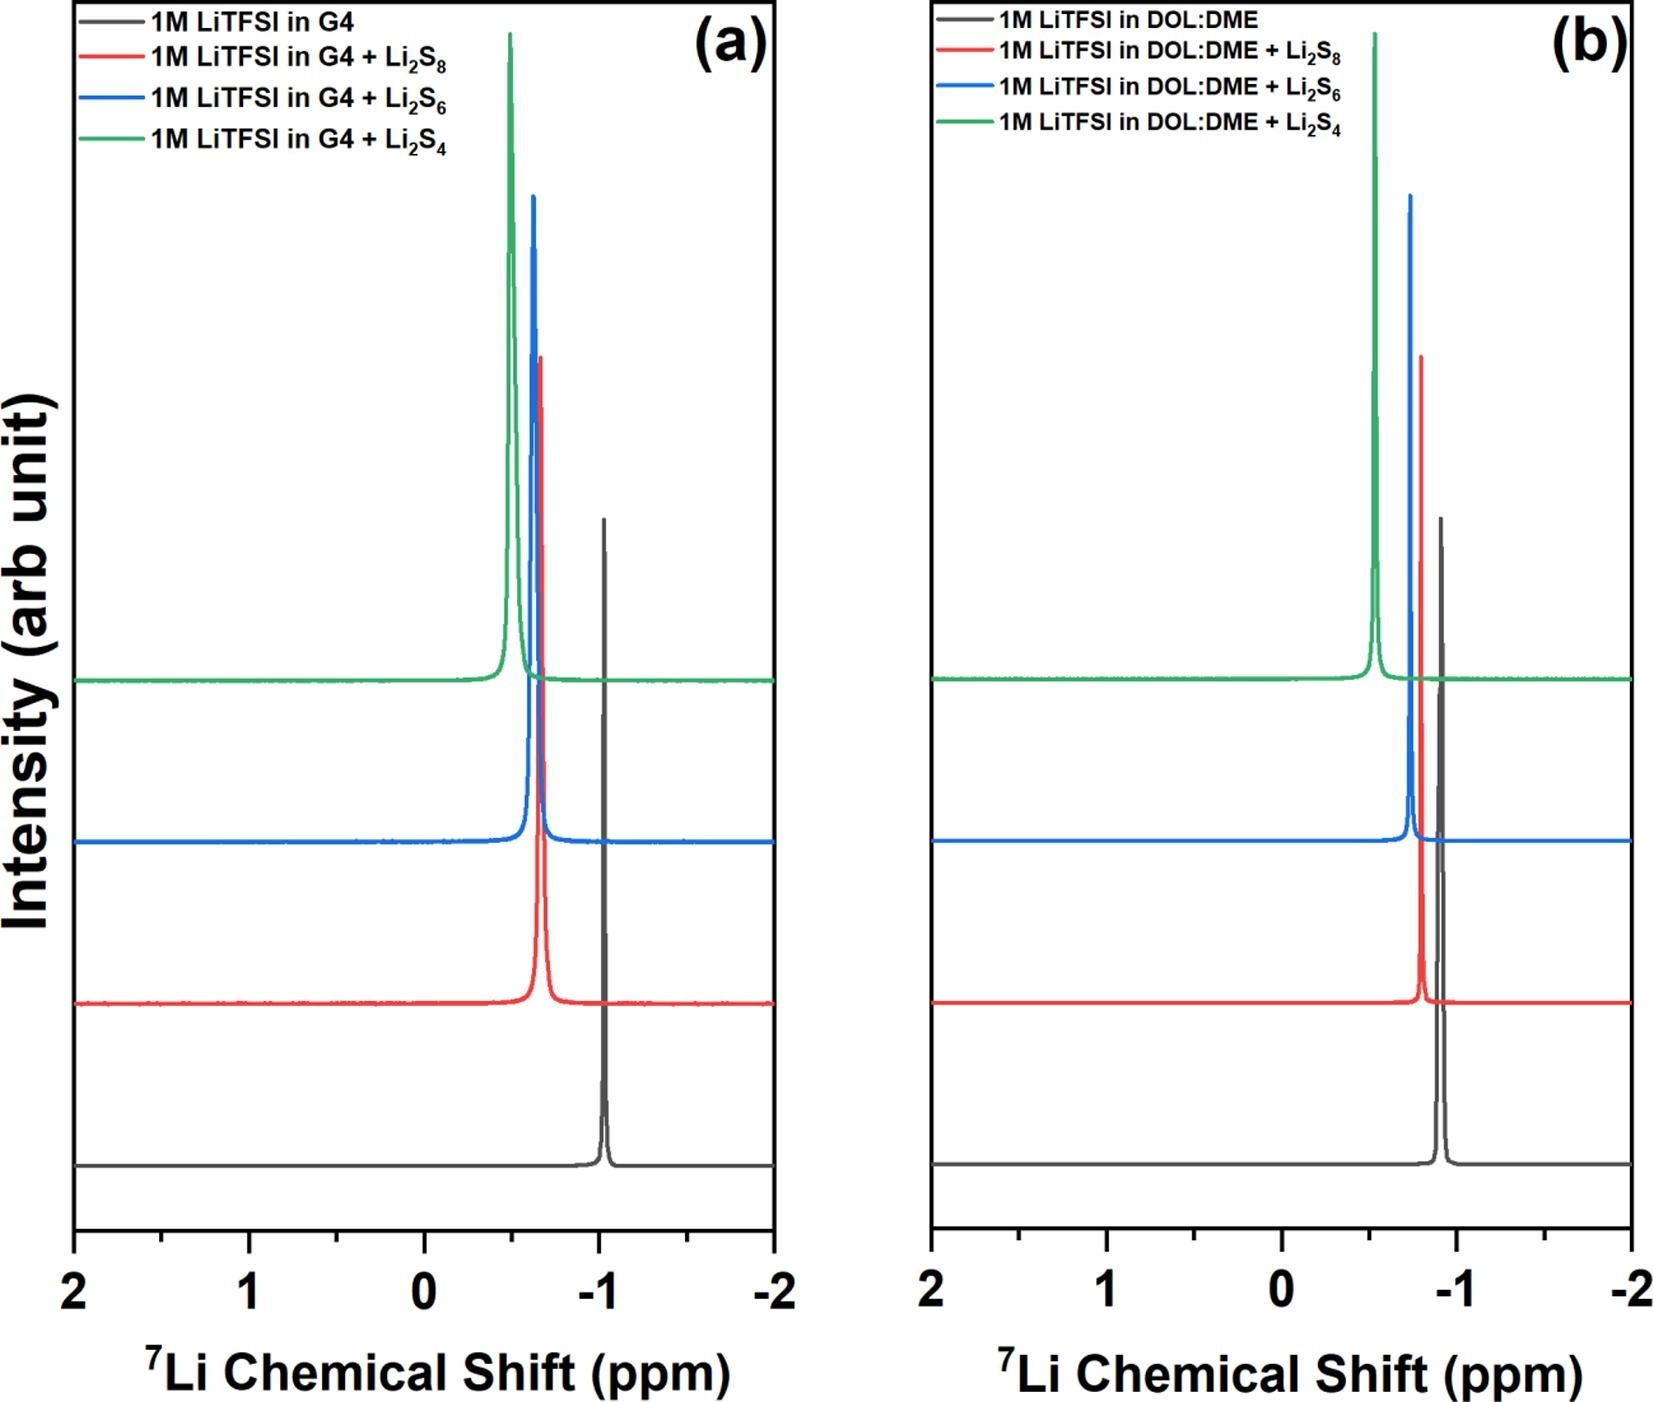 1M LiTFSI in G4
1M LiTFSI in G4 + Li₂S₈
1M LiTFSI in G4 + Li₂S₆
1M LiTFSI in G4 + Li₂S₄
(a)
Intensity (arb unit)
2 1 0 -1 -2
⁷Li Chemical Shift (ppm)
1M LiTFSI in DOL:DME
1M LiTFSI in DOL:DME + Li₂S₈
1M LiTFSI in DOL:DME + Li₂S₆
1M LiTFSI in DOL:DME + Li₂S₄
(b)
2 1 0 -1 -2
⁷Li Chemical Shift (ppm)